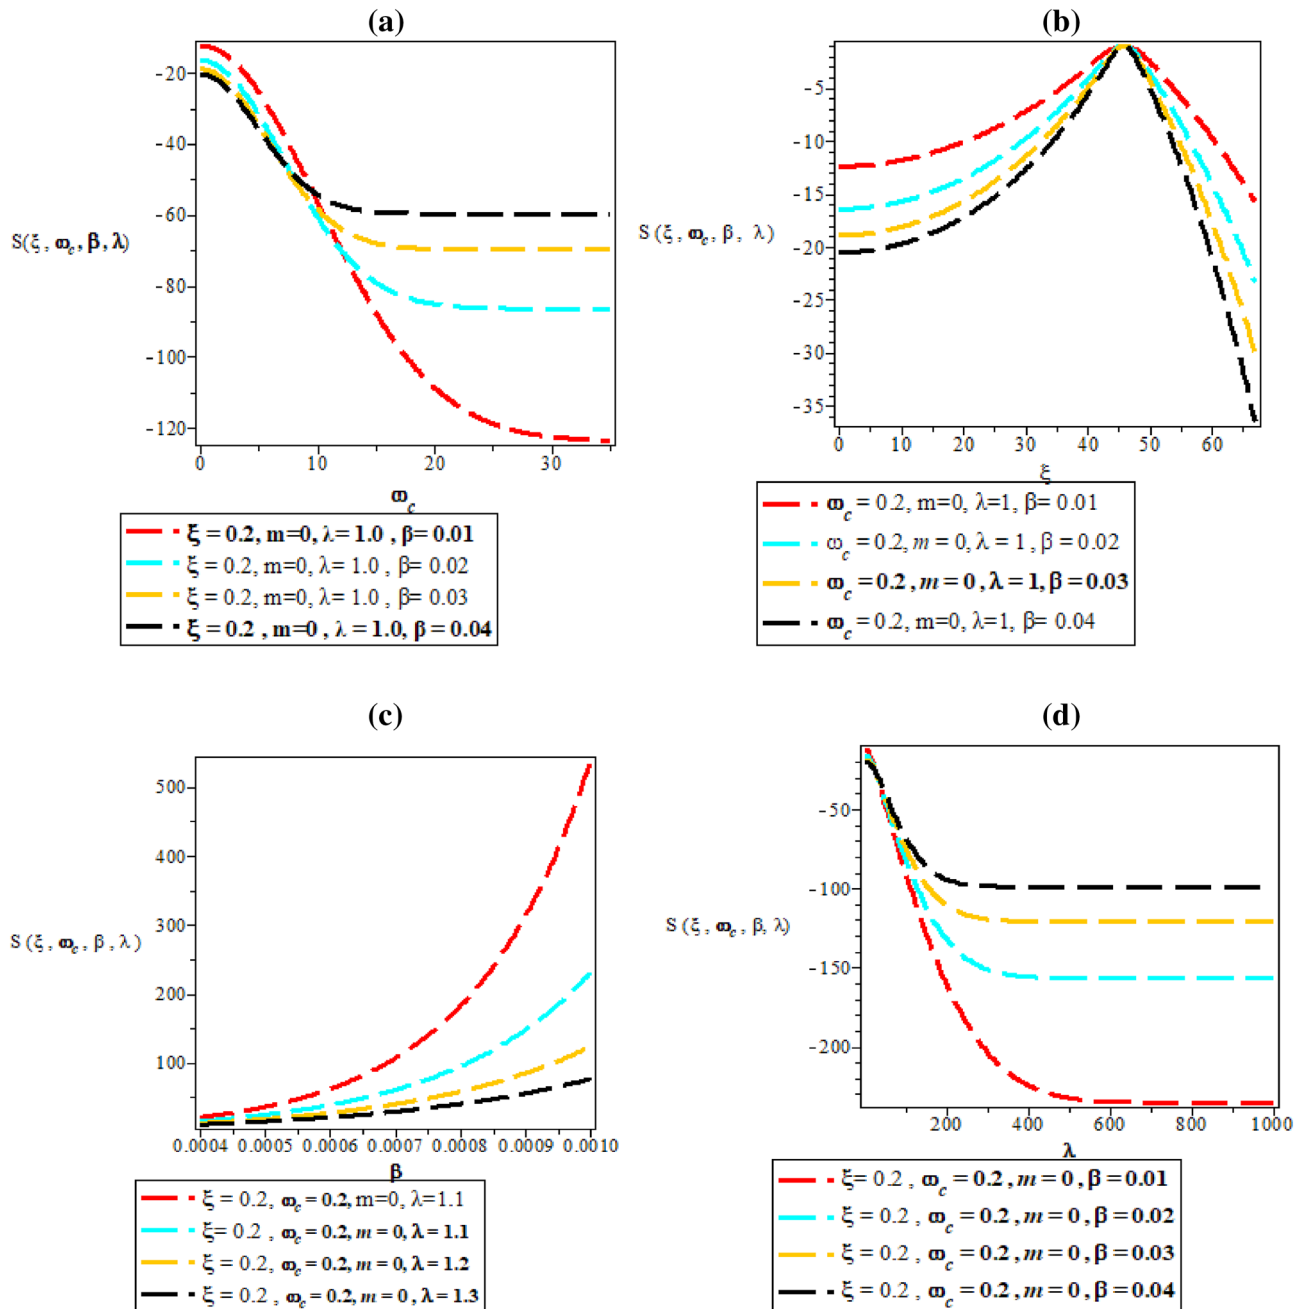 (a)
-20
-40
-60
-80
-100
-120
S(ξ, ω_c, β, λ)
0 10 20 30
ω_c
ξ = 0.2, m=0, λ= 1.0 , β= 0.01
ξ = 0.2, m=0, λ= 1.0 , β= 0.02
ξ = 0.2, m=0, λ= 1.0 , β= 0.03
ξ = 0.2 , m=0 , λ = 1.0, β = 0.04
(b)
-5
-10
-15
-20
-25
-30
-35
S (ξ, ω_c, β, λ)
0 10 20 30 40 50 60
ξ
ω_c = 0.2, m=0, λ=1, β= 0.01
ω_c = 0.2, m = 0, λ = 1 , β = 0.02
ω_c = 0.2 , m = 0 , λ = 1, β = 0.03
ω_c = 0.2, m=0, λ=1, β= 0.04
(c)
500
400
300
200
100
S (ξ, ω_c, β, λ)
0.0004 0.0005 0.0006 0.0007 0.0008 0.0009 0.0010
β
ξ = 0.2, ω_c = 0.2, m=0, λ=1.1
ξ= 0.2 , ω_c = 0.2, m = 0, λ = 1.1
ξ = 0.2, ω_c = 0.2, m = 0, λ = 1.2
ξ = 0.2 , ω_c = 0.2, m = 0 , λ = 1.3
(d)
-50
-100
-150
-200
S (ξ, ω_c, β, λ)
200 400 600 800 1000
λ
ξ= 0.2 , ω_c = 0.2 , m = 0 , β = 0.01
ξ = 0.2 , ω_c = 0.2 , m = 0 , β = 0.02
ξ = 0.2 , ω_c = 0.2 , m = 0 , β = 0.03
ξ = 0.2 , ω_c = 0.2 , m = 0 , β = 0.04